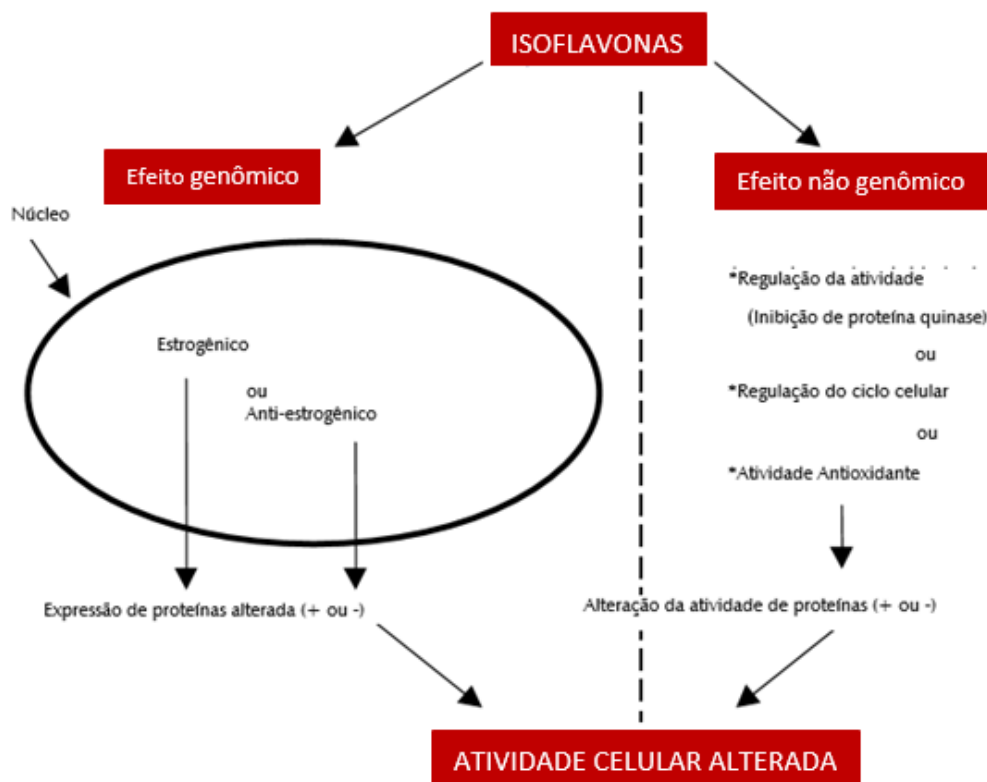 ISOFLAVONAS
Efeito genômico
Núcleo
Estrogênico
ou
Anti-estrogênico
Expressão de proteínas alterada (+ ou -)
Efeito não genômico
*Regulação da atividade
(Inibição de proteína quinase)
ou
*Regulação do ciclo celular
ou
*Atividade Antioxidante
Alteração da atividade de proteínas (+ ou -)
ATIVIDADE CELULAR ALTERADA